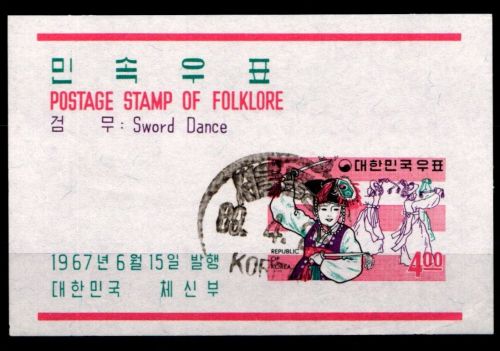 민속우표
POSTAGE STAMP OF FOLKLORE
검 무: Sword Dance
대한민국우표
REPUBLIC
OF KOREA
4.00
KOR
1967년 6월 15일 발행
대한민국 체신부